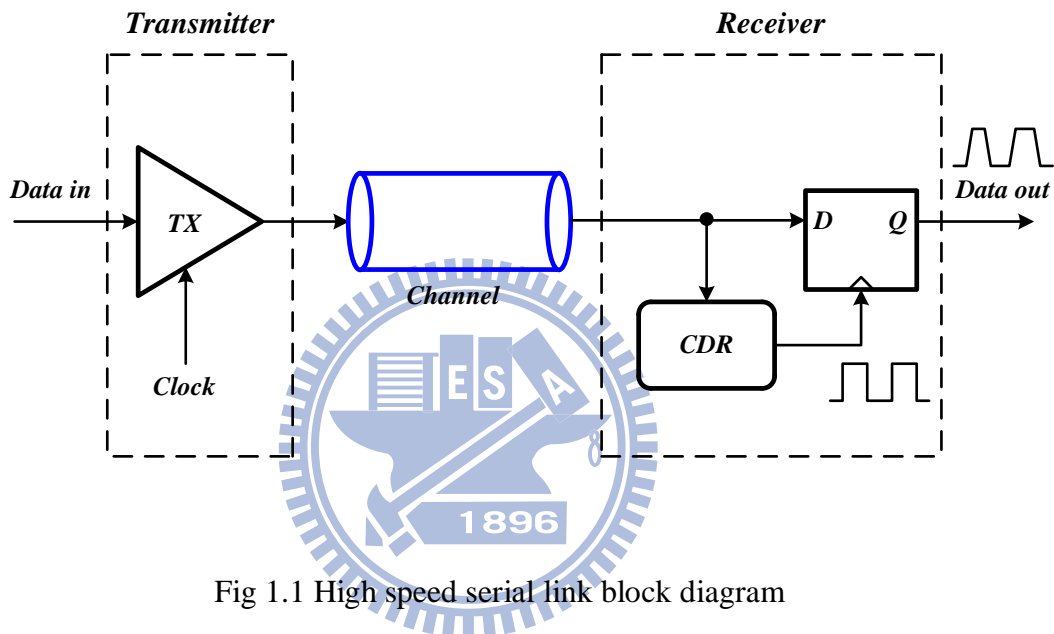 Transmitter
Receiver
Data in
TX
Clock
Channel
CDR
D
Q
Data out
E S A
1896
Fig 1.1 High speed serial link block diagram